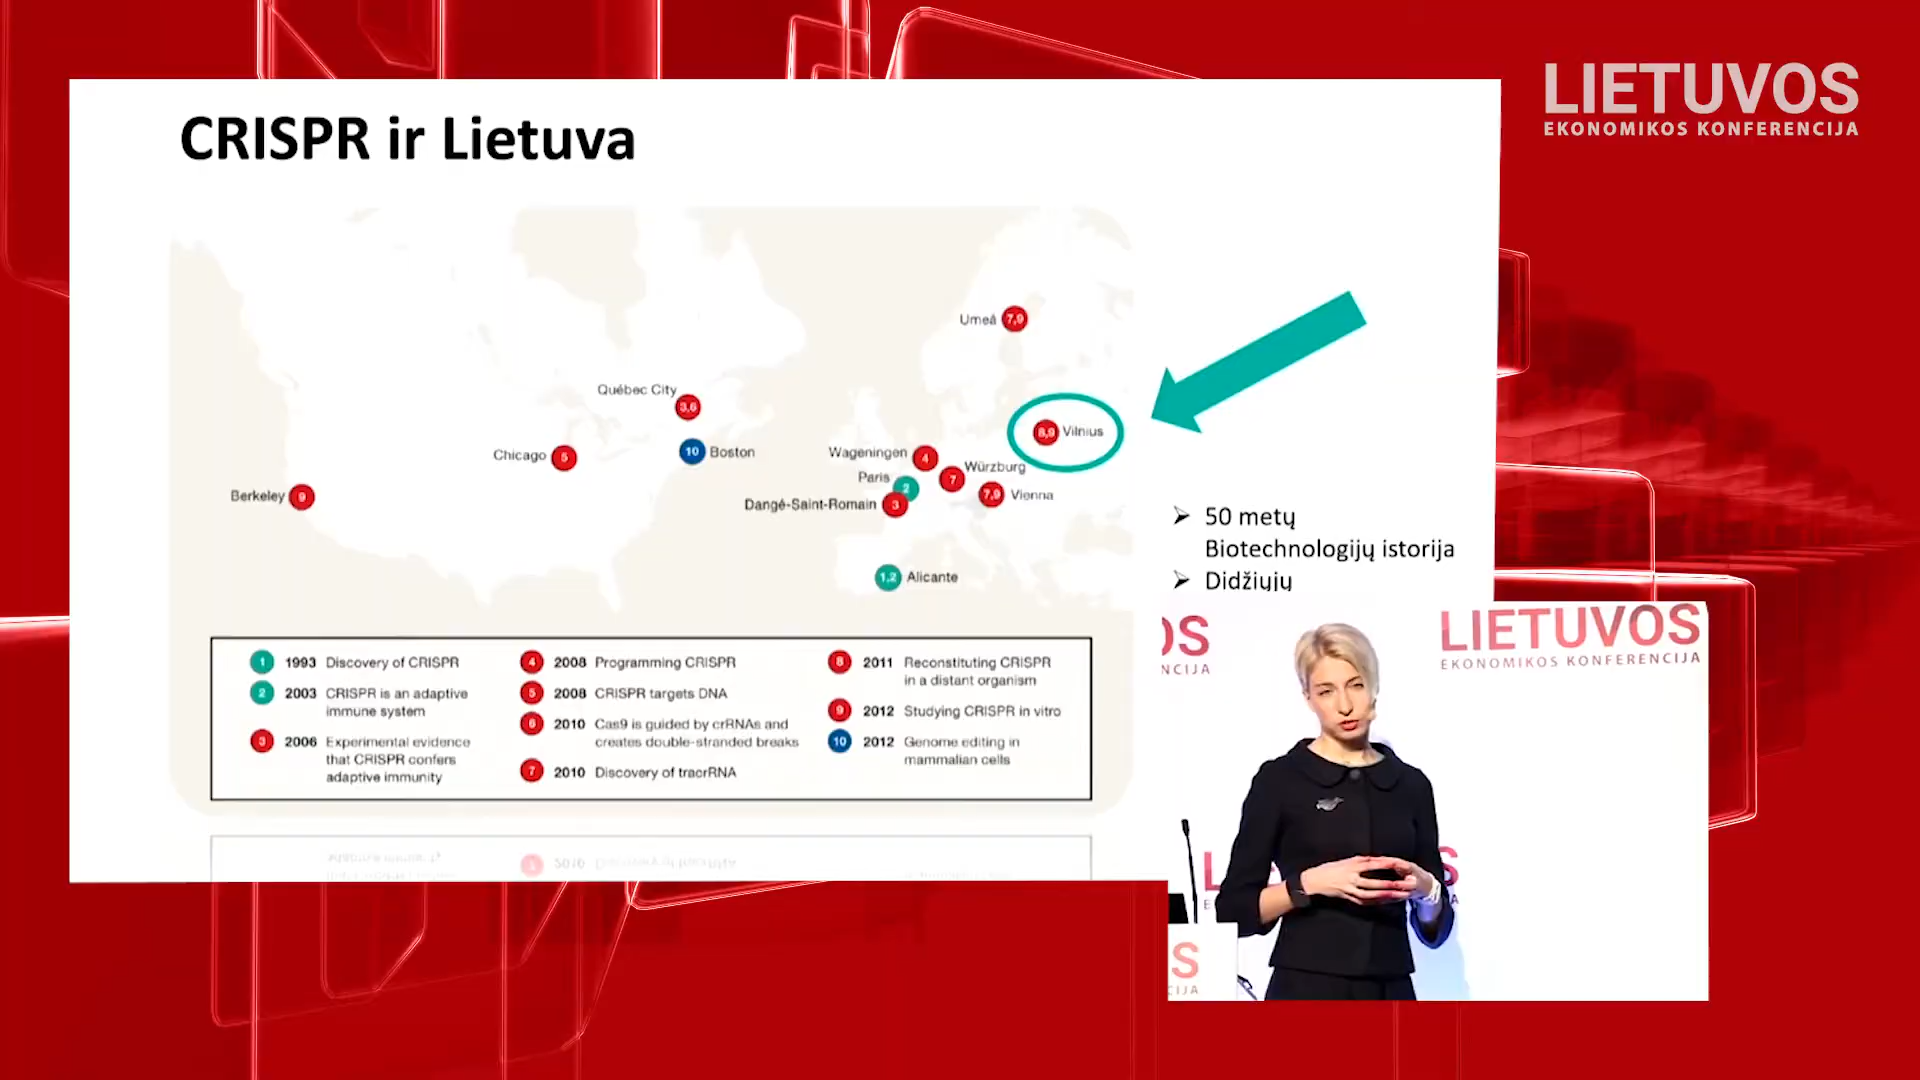 LIETUVOS
EKONOMIKOS KONFERENCIJA
CRISPR ir Lietuva
Umeå 7,9
Québec City
3,6
8,9 Vilnius
Chicago 5
10 Boston
Wageningen 4
Würzburg
7
Paris
2
Berkeley 9
7,9 Vienna
Dangé-Saint-Romain 3
1,2 Alicante
➢ 50 metų
Biotechnologijų istorija
➢ Didžiųjų
1 1993 Discovery of CRISPR
2 2003 CRISPR is an adaptive
immune system
3 2006 Experimental evidence
that CRISPR confers
adaptive immunity
4 2008 Programming CRISPR
5 2008 CRISPR targets DNA
6 2010 Cas9 is guided by crRNAs and
creates double-stranded breaks
7 2010 Discovery of tracrRNA
8 2011 Reconstituting CRISPR
in a distant organism
9 2012 Studying CRISPR in vitro
10 2012 Genome editing in
mammalian cells
OS
NCIJA
LIETUVOS
EKONOMIKOS KONFERENCIJA
L
S
E
A
S
CIJA